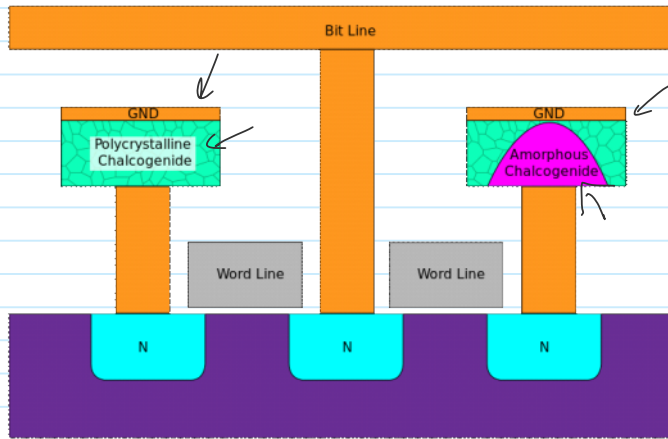 Bit Line
GND
GND
Polycrystalline
Chalcogenide
Amorphous
Chalcogenide
Word Line
Word Line
N
N
N